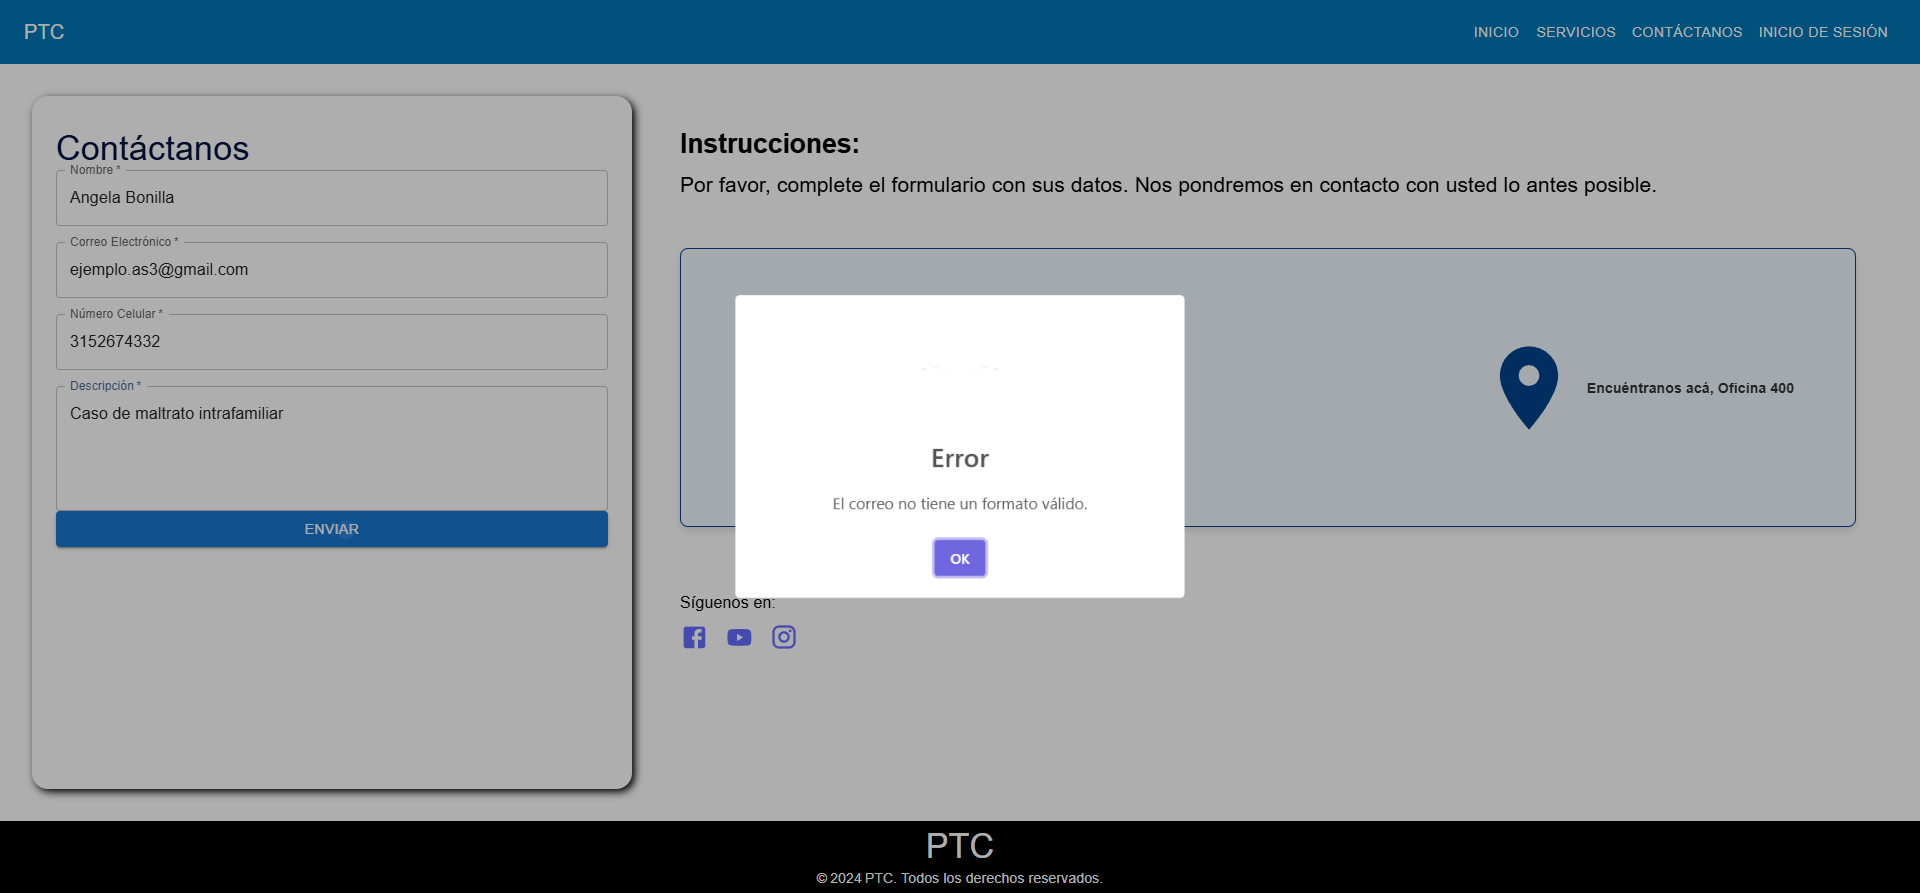 PTC
INICIO SERVICIOS CONTÁCTANOS INICIO DE SESIÓN
Contáctanos
Nombre *
Angela Bonilla
Correo Electrónico *
ejemplo.as3@gmail.com
Número Celular *
3152674332
Descripción *
Caso de maltrato intrafamiliar
ENVIAR
Instrucciones:
Por favor, complete el formulario con sus datos. Nos pondremos en contacto con usted lo antes posible.
Encuéntranos acá, Oficina 400
Error
El correo no tiene un formato válido.
OK
Síguenos en:
PTC
© 2024 PTC. Todos los derechos reservados.